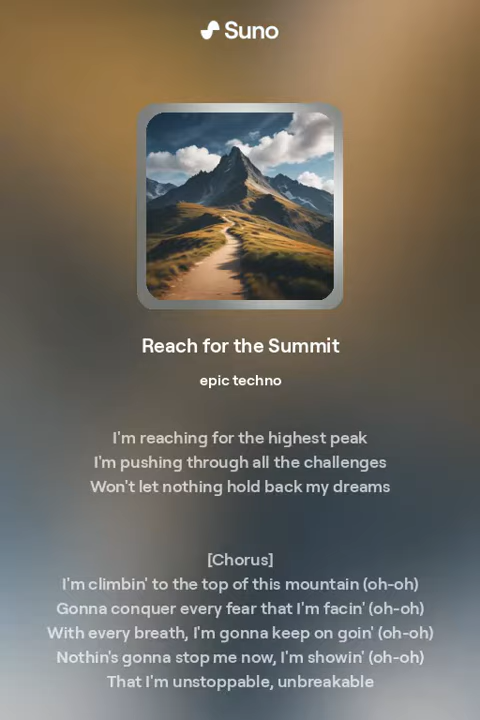 Suno
Reach for the Summit
epic techno
I'm reaching for the highest peak
I'm pushing through all the challenges
Won't let nothing hold back my dreams
[Chorus]
I'm climbin' to the top of this mountain (oh-oh)
Gonna conquer every fear that I'm facin' (oh-oh)
With every breath, I'm gonna keep on goin' (oh-oh)
Nothin's gonna stop me now, I'm showin' (oh-oh)
That I'm unstoppable, unbreakable